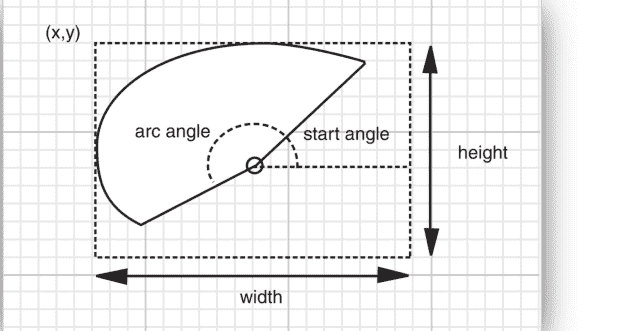 (x,y)
arc angle
start angle
height
width